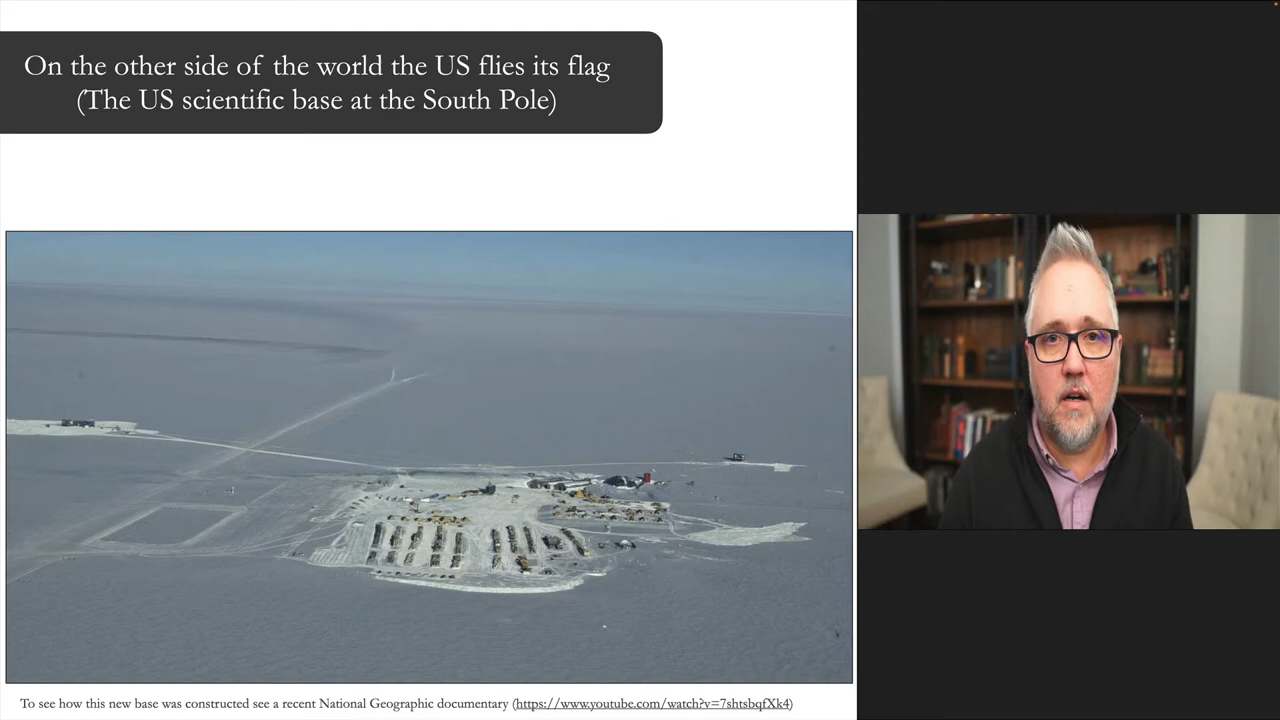 On the other side of the world the US flies its flag
(The US scientific base at the South Pole)
To see how this new base was constructed see a recent National Geographic documentary (https://www.youtube.com/watch?v=7shtsbqfXk4)